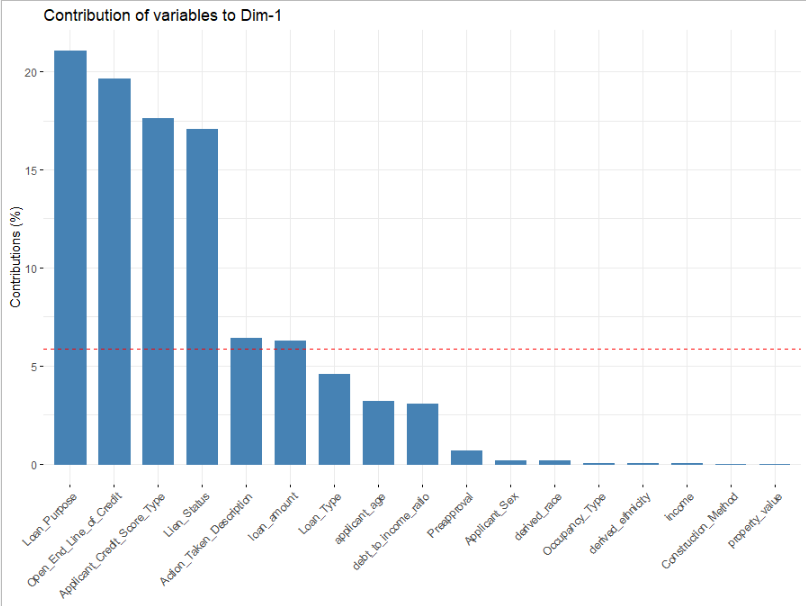 Contribution of variables to Dim-1
Contributions (%)
20
15
10
5
0
Loan_Purpose
Open_End_Line_of_Credit
Applicant_Credit_Score_Type
Lien_Status
Action_Taken_Description
loan_amount
Loan_Type
applicant_age
debt_to_income_ratio
Preapproval
Applicant_Sex
derived_race
Occupancy_Type
derived_ethnicity
Income
Construction_Method
property_value